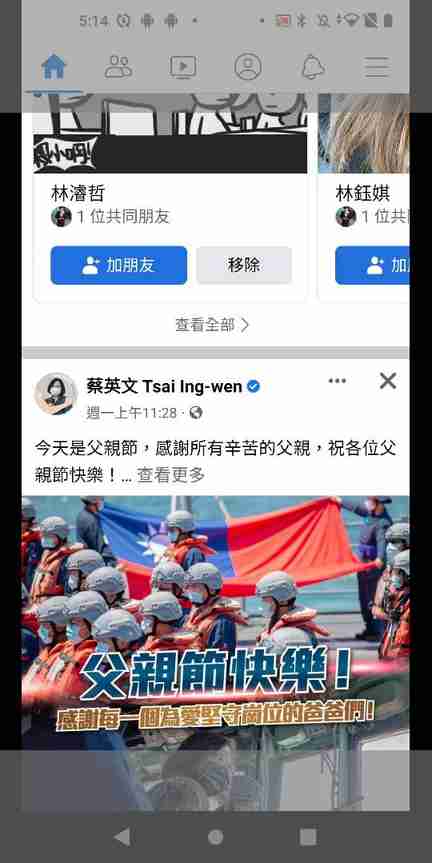 5:14
林濬哲
林鈺娸
1 位共同朋友
1 位共
加朋友
移除
加
查看全部
蔡英文 Tsai Ing-wen
週一上午11:28
今天是父親節，感謝所有辛苦的父親，祝各位父
親節快樂！... 查看更多
父親節快樂！
感謝每一個為愛堅守崗位的爸爸們！